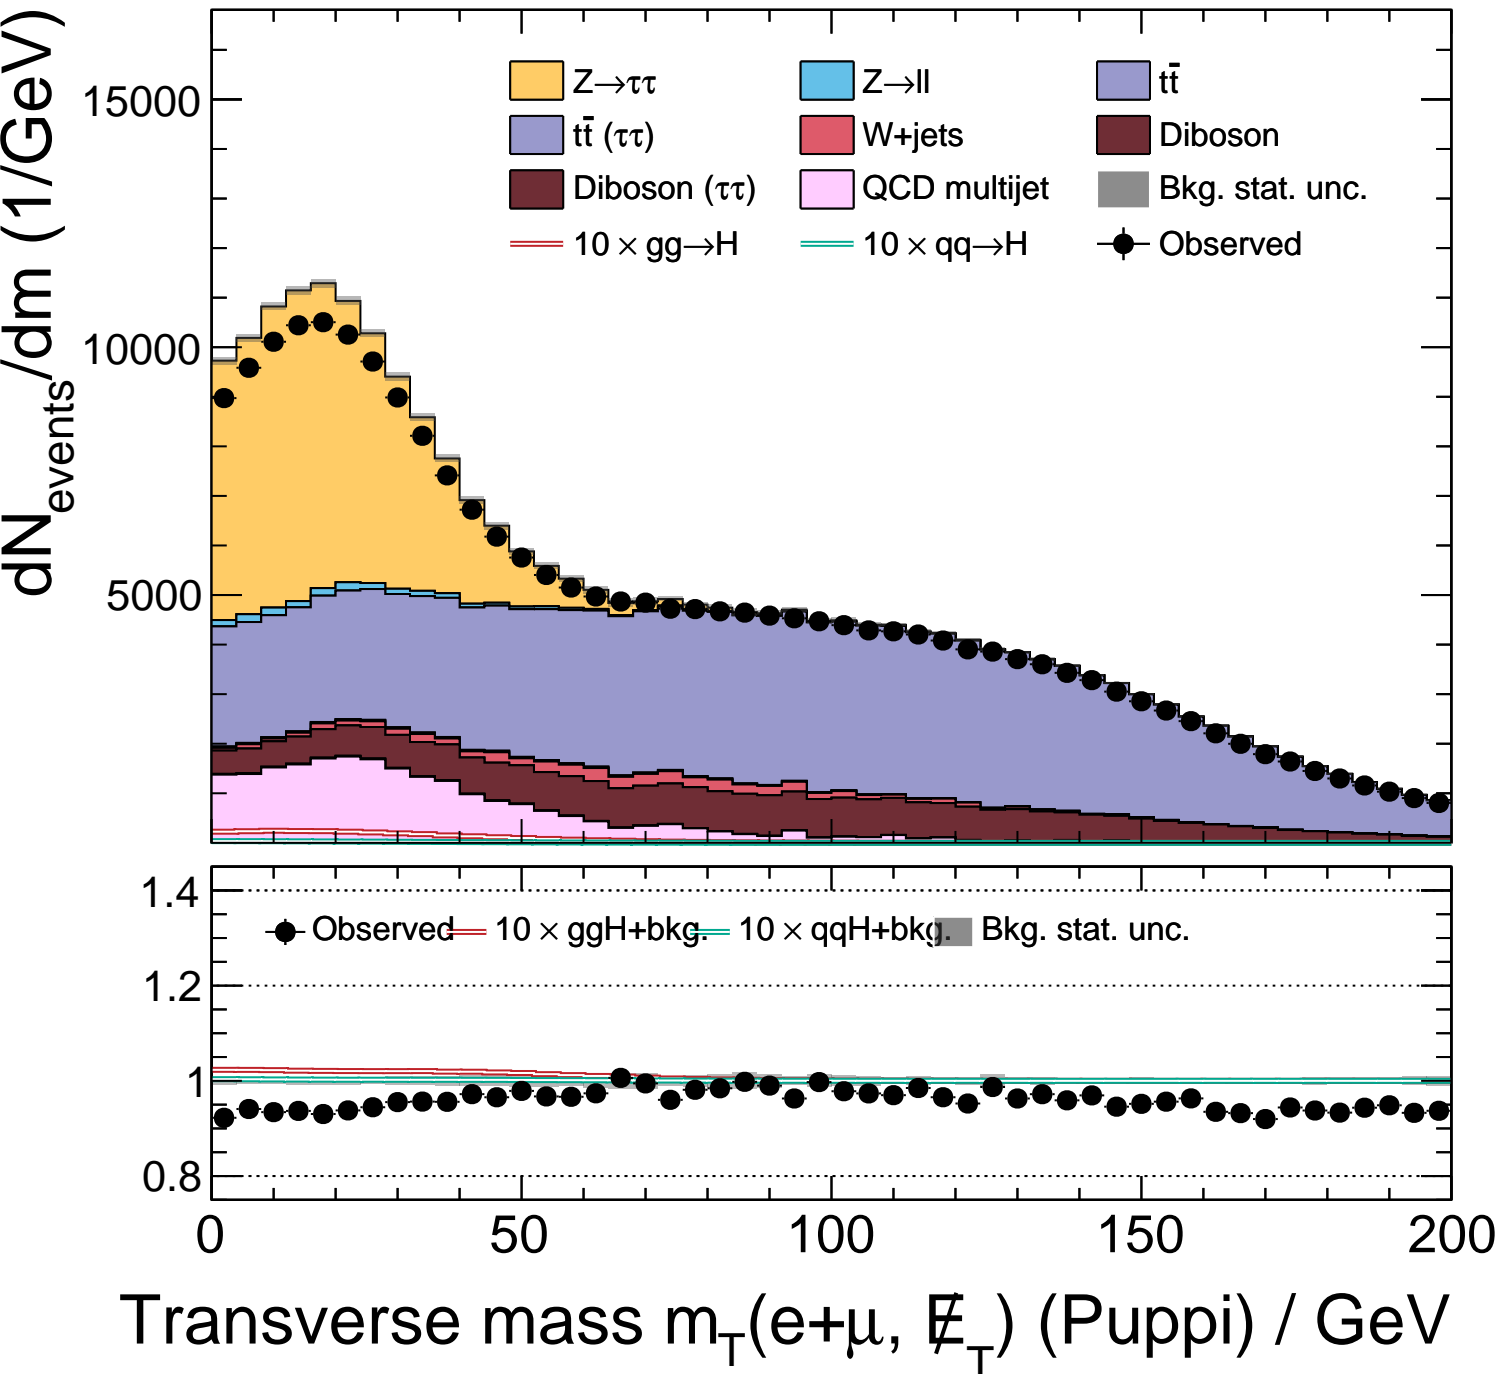 dN_events/dm (1/GeV)
15000
10000
5000
Z→ττ Z→ll tt̄
tt̄ (ττ) W+jets Diboson
Diboson (ττ) QCD multijet Bkg. stat. unc.
10 × gg→H 10 × qq→H Observed
1.4
1.2
1
0.8
Observed 10 × ggH+bkg. 10 × qqH+bkg. Bkg. stat. unc.
0 50 100 150 200
Transverse mass m_T(e+μ, E̸_T) (Puppi) / GeV